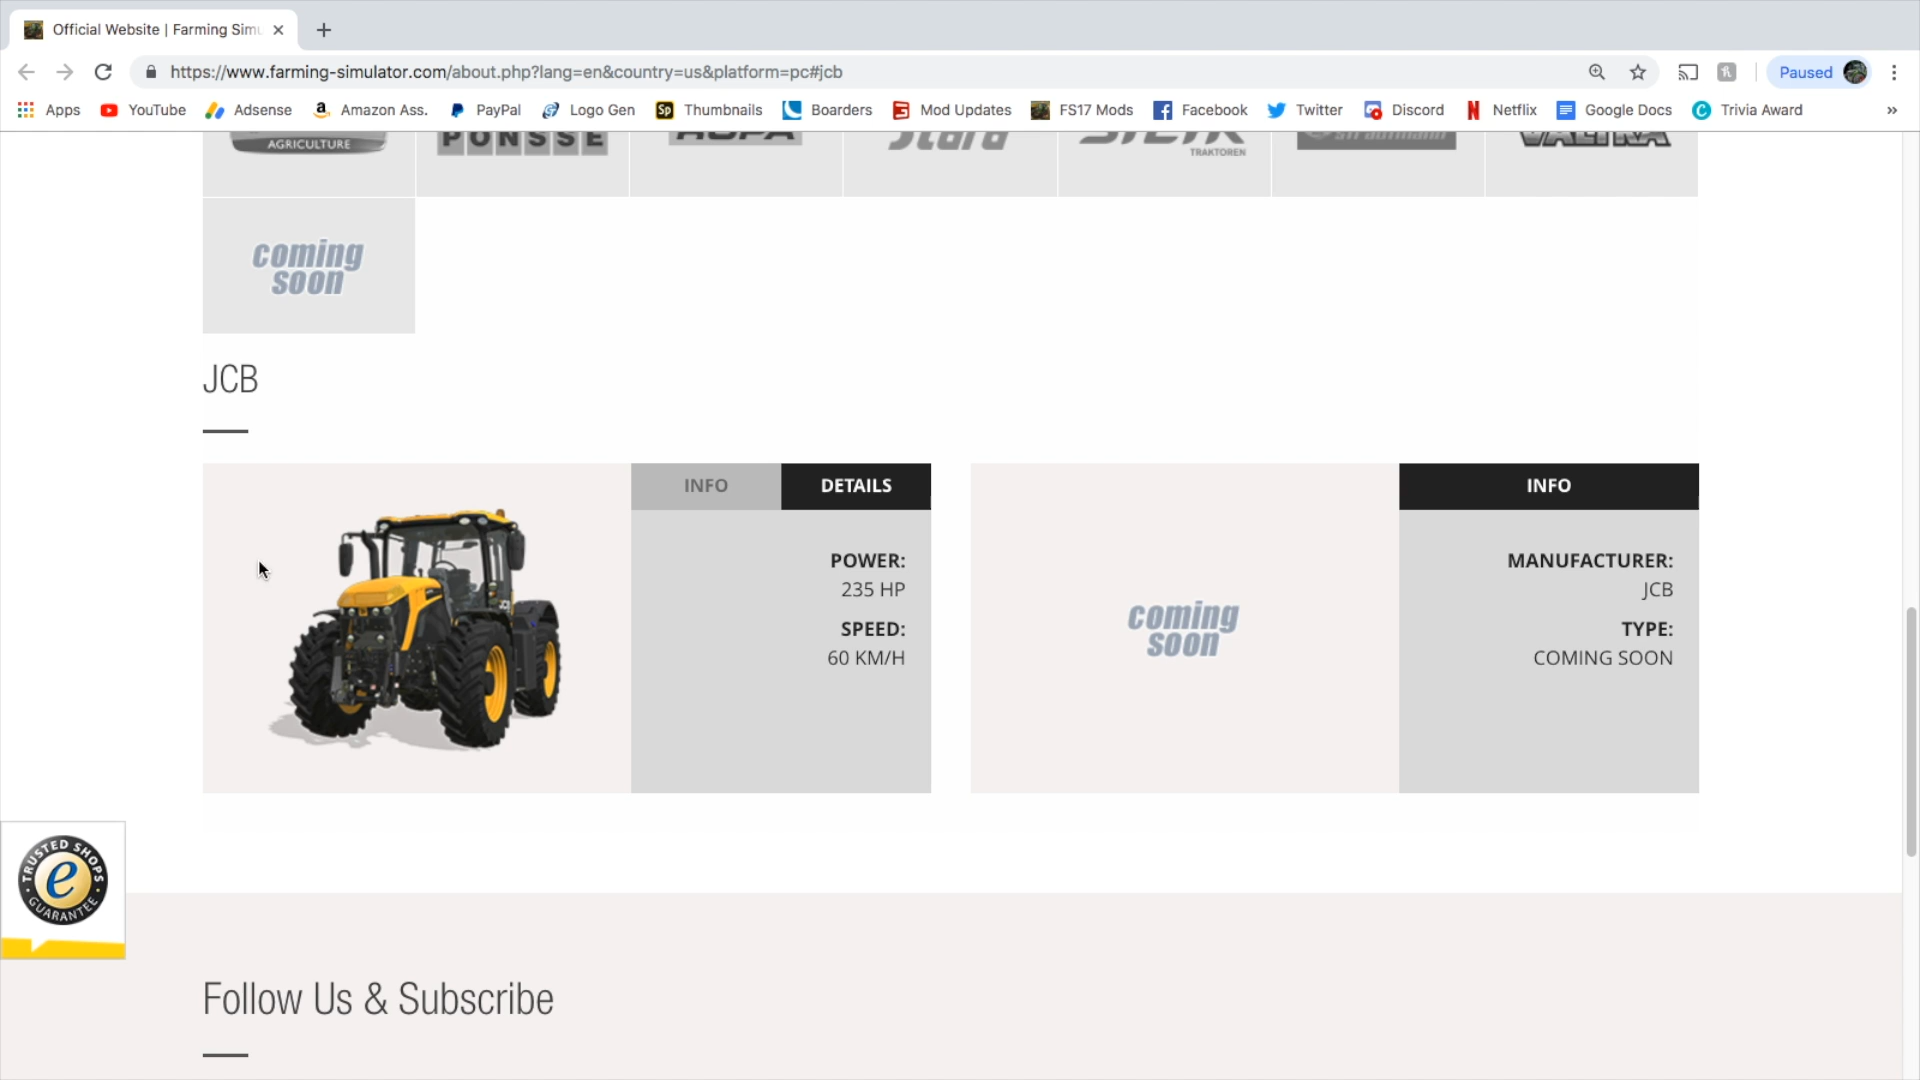 Official Website | Farming Simu
https://www.farming-simulator.com/about.php?lang=en&country=us&platform=pc#jcb
Paused
Apps YouTube Adsense Amazon Ass. PayPal Logo Gen Thumbnails Boarders Mod Updates FS17 Mods Facebook Twitter Discord Netflix Google Docs Trivia Award »
AGRICULTURE PONSSE ROPA Stara STEYR TRAKTOREN strautmann VALTRA
coming
soon
JCB
INFO DETAILS
POWER:
235 HP
SPEED:
60 KM/H
coming
soon
INFO
MANUFACTURER:
JCB
TYPE:
COMING SOON
TRUSTED SHOPS
e
GUARANTEE
Follow Us & Subscribe